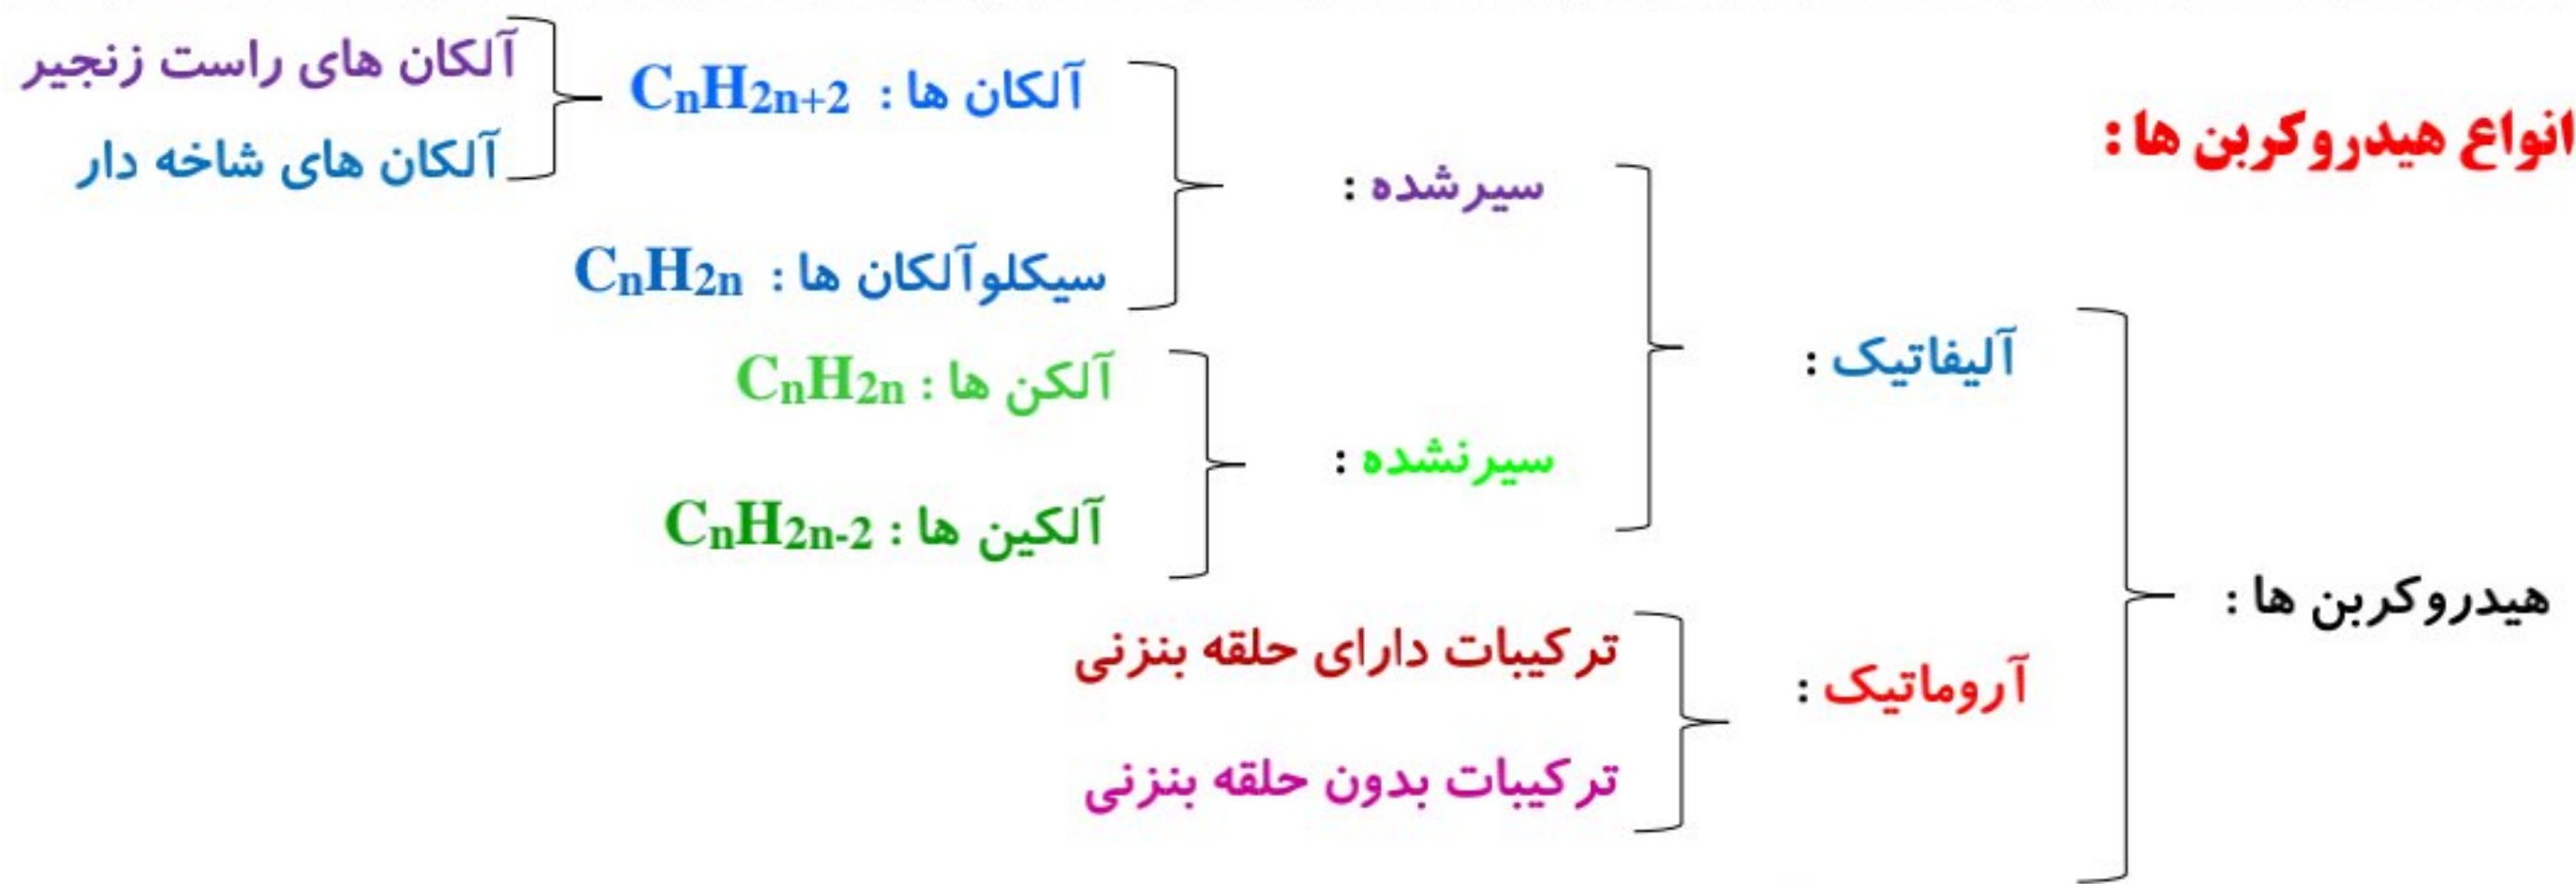 انواع هیدروکربن ها :
هیدروکربن ها :
آلیفاتیک :
سیرشده :
آلکان ها : CnH2n+2
آلکان های راست زنجیر
آلکان های شاخه دار
سیکلوآلکان ها : CnH2n
سیرنشده :
آلکن ها : CnH2n
آلکین ها : CnH2n-2
آروماتیک :
ترکیبات دارای حلقه بنزنی
ترکیبات بدون حلقه بنزنی